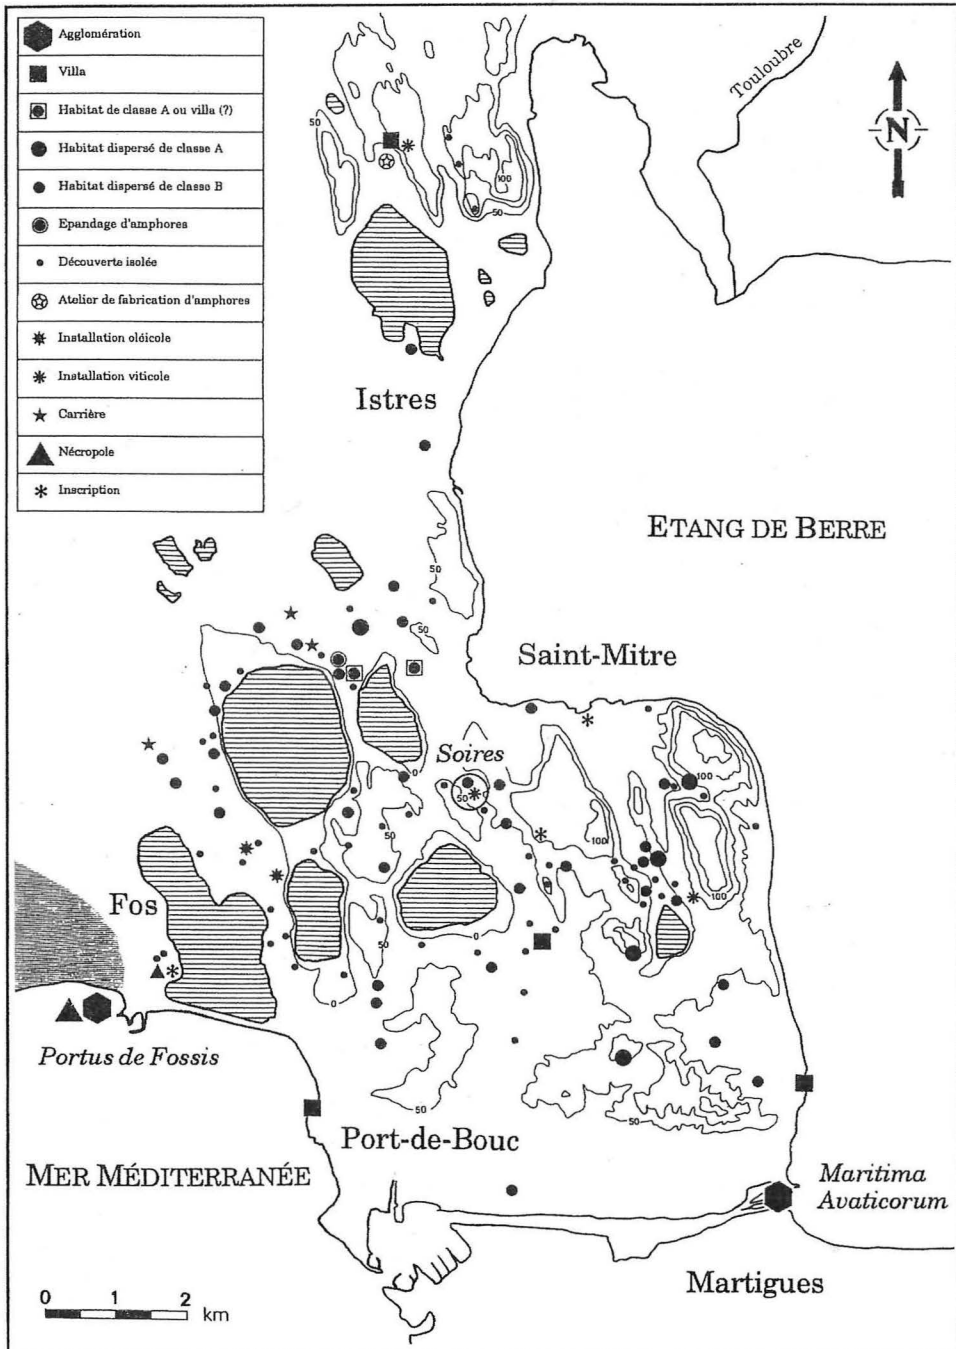 Agglomération
Villa
Habitat de classe A ou villa (?)
Habitat dispersé de classe A
Habitat dispersé de classe B
Epandage d'amphores
Découverte isolée
Atelier de fabrication d'amphores
Installation oléicole
Installation viticole
Carrière
Nécropole
Inscription
Touloubre
N
50
100
50
Istres
ETANG DE BERRE
50
50
Saint-Mitre
Soires
0
50
100
100
50
100
Fos
50
0
0
Portus de Fossis
50
50
Port-de-Bouc
MER MÉDITERRANÉE
Maritima
Avaticorum
Martigues
0 1 2
km